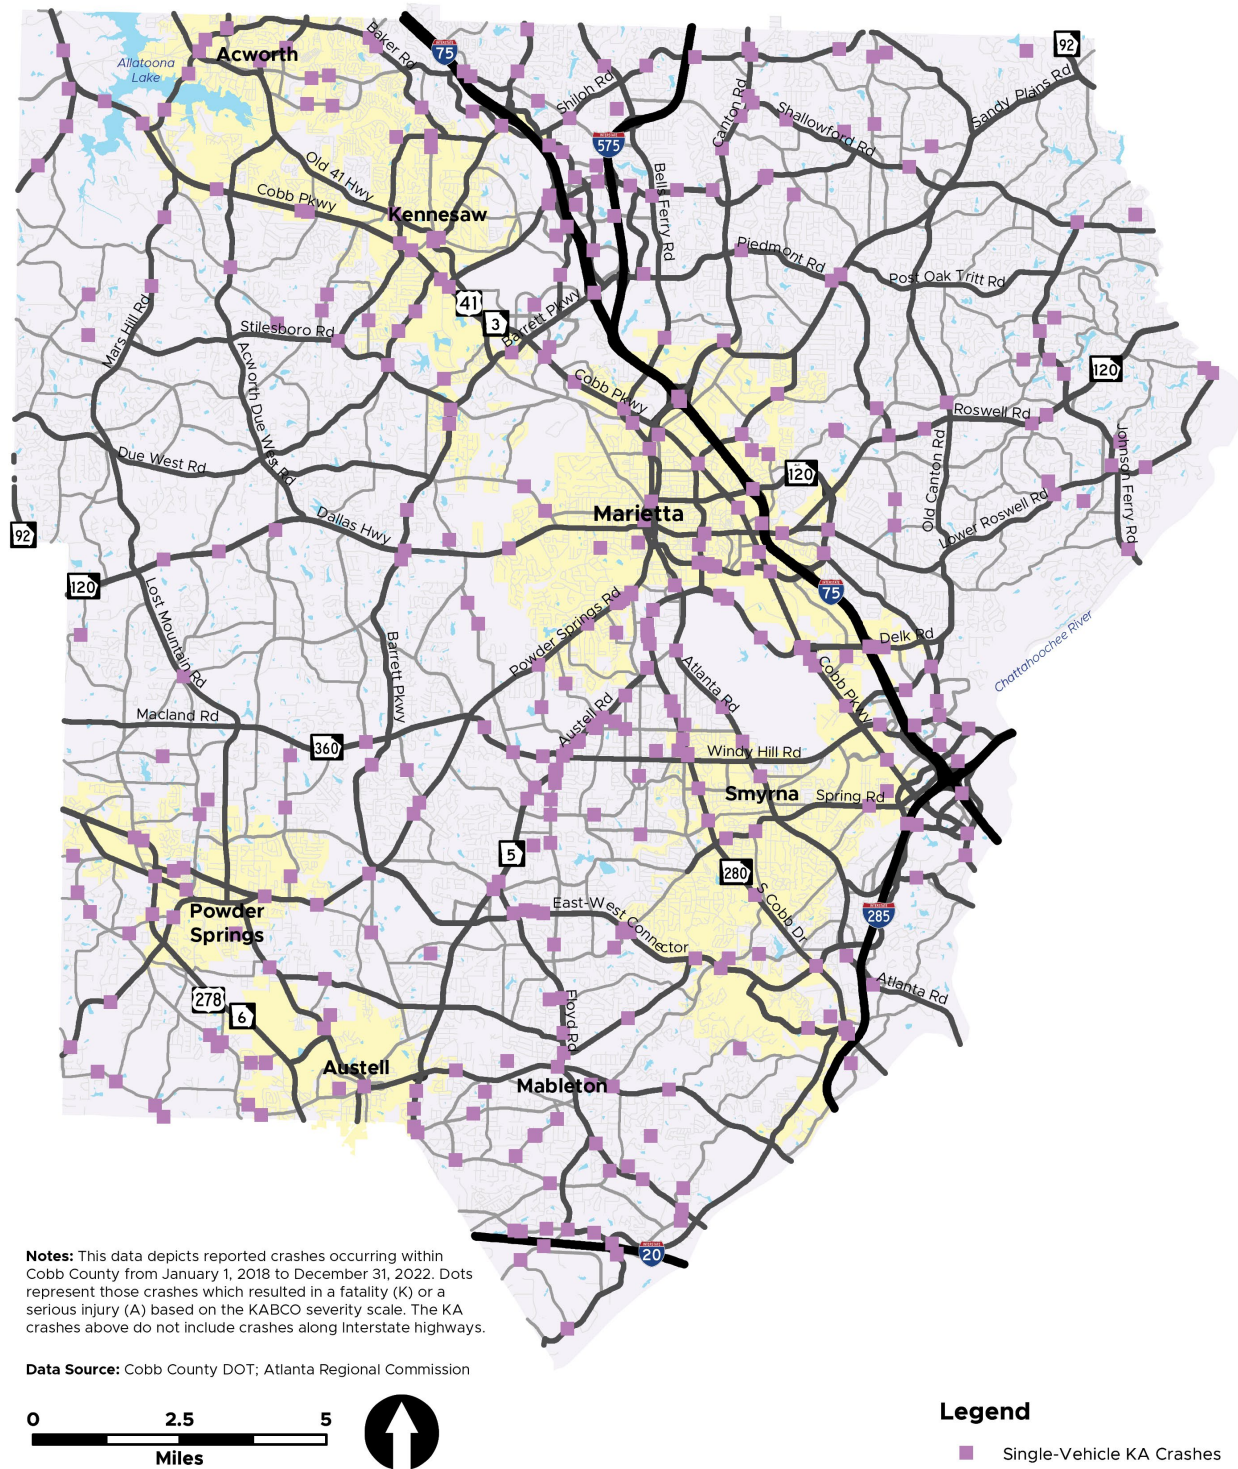 Allatoona
Lake
Acworth
Baker Rd
75
92
Shiloh Rd
Canton Rd
Sandy Plans Rd
Shallowford Rd
575
Old 41 Hwy
Cobb Pkwy
Kennesaw
Bells Ferry Rd
Piedmont Rd
Post Oak Tritt Rd
41
3
Barrett Pkwy
Mars Hill Rd
Stilesboro Rd
Acworth Due West Rd
Cobb Pkwy
120
Roswell Rd
Johnson Ferry Rd
Old Canton Rd
Due West Rd
120
Lower Roswell Rd
Marietta
Dallas Hwy
92
120
75
Lost Mountain Rd
Powder Springs Rd
Barrett Pkwy
Delk Rd
Chattahoochee River
Atlanta Rd
Cobb Pkwy
Macland Rd
Austell Rd
360
Windy Hill Rd
Smyrna
Spring Rd
5
280
S Cobb Dr
East-West Connector
285
Powder
Springs
Atlanta Rd
278
6
Floyd Rd
Austell
Mableton
20
Notes: This data depicts reported crashes occurring within
Cobb County from January 1, 2018 to December 31, 2022. Dots
represent those crashes which resulted in a fatality (K) or a
serious injury (A) based on the KABCO severity scale. The KA
crashes above do not include crashes along Interstate highways.
Data Source: Cobb County DOT; Atlanta Regional Commission
0 2.5 5
Miles
Legend
Single-Vehicle KA Crashes